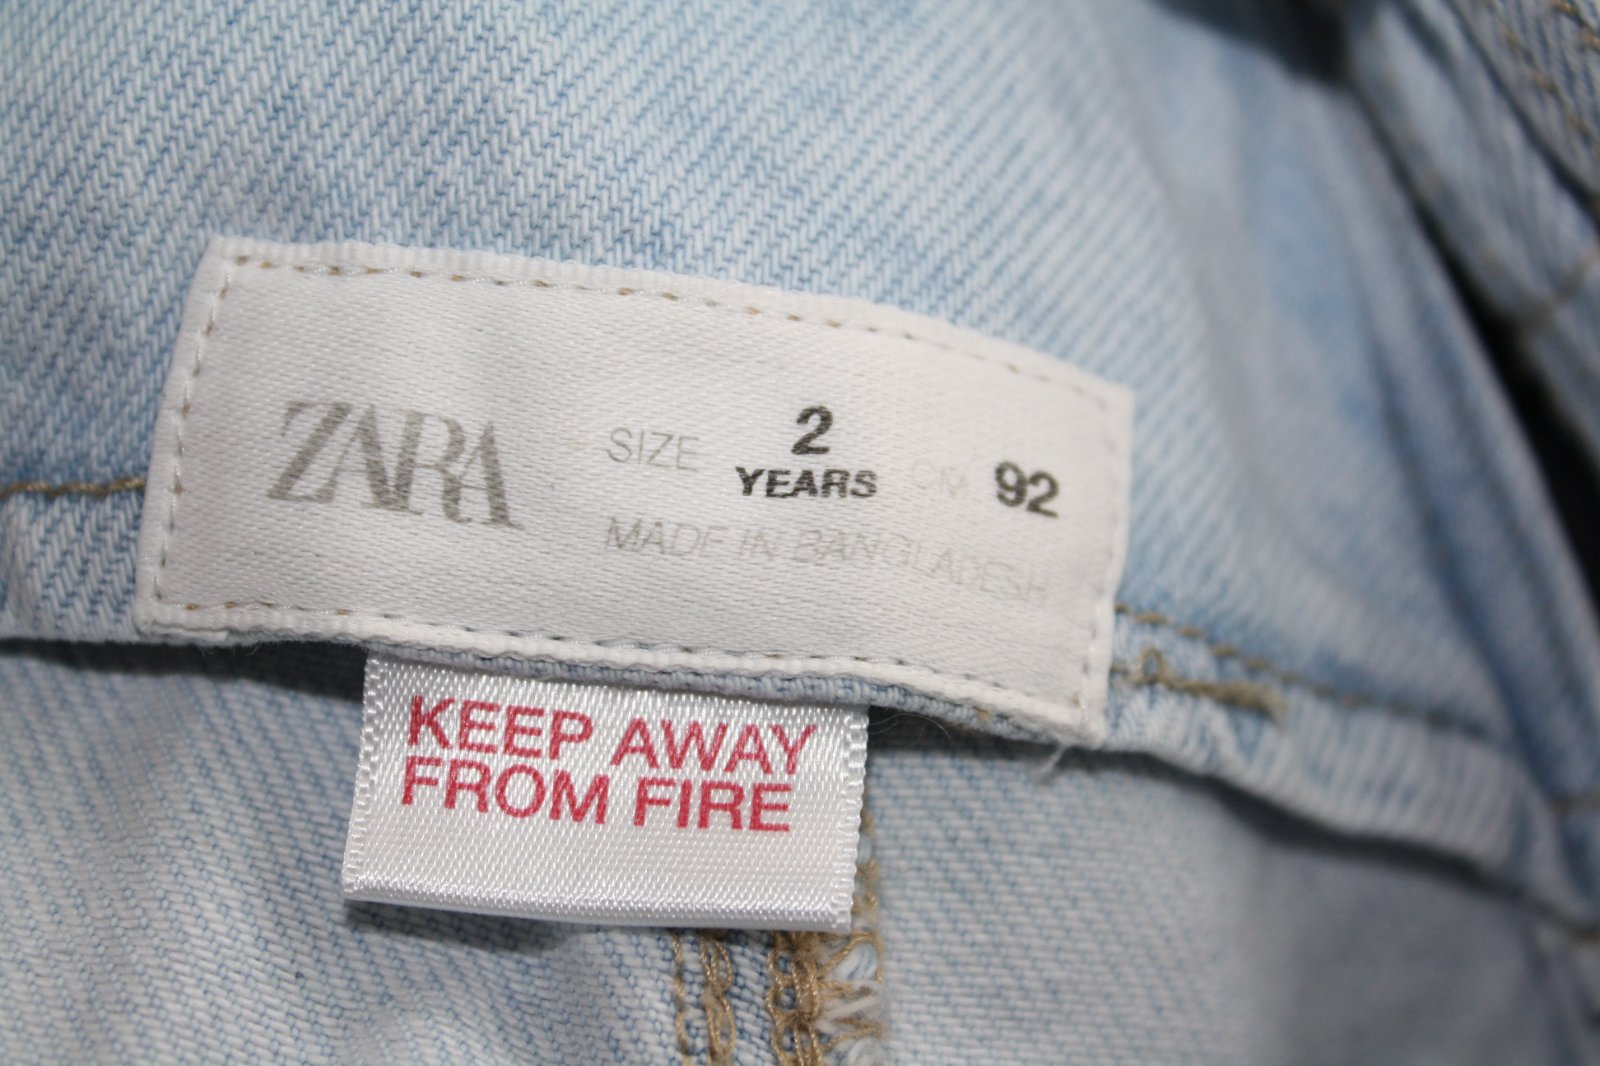 ZARA
SIZE 2 YEARS CM 92
MADE IN BANGLADESH
KEEP AWAY
FROM FIRE